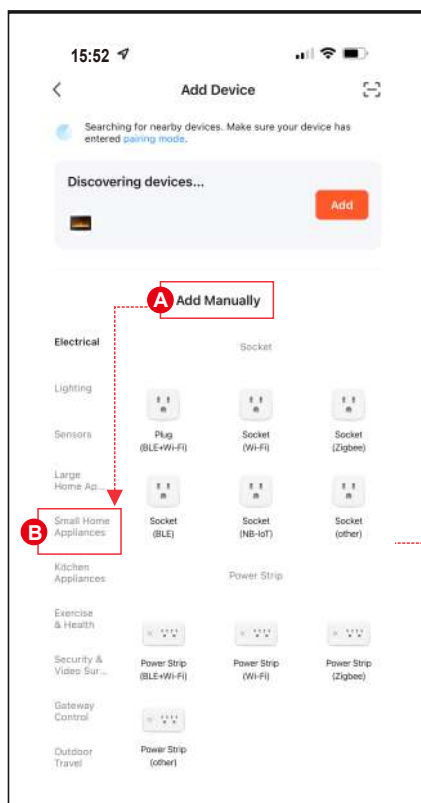 15:52
Add Device
Searching for nearby devices. Make sure your device has
entered pairing mode.
Discovering devices...
Add
A
Add Manually
Electrical
Socket
Lighting
Plug
(BLE+Wi-Fi)
Socket
(Wi-Fi)
Socket
(Zigbee)
Sensors
Large
Home Ap...
Socket
(BLE)
Socket
(NB-IoT)
Socket
(other)
B
Small Home
Appliances
Kitchen
Appliances
Power Strip
Exercise
& Health
Power Strip
(BLE+Wi-Fi)
Power Strip
(Wi-Fi)
Power Strip
(Zigbee)
Security &
Video Sur...
Gateway
Control
Power Strip
(other)
Outdoor
Travel